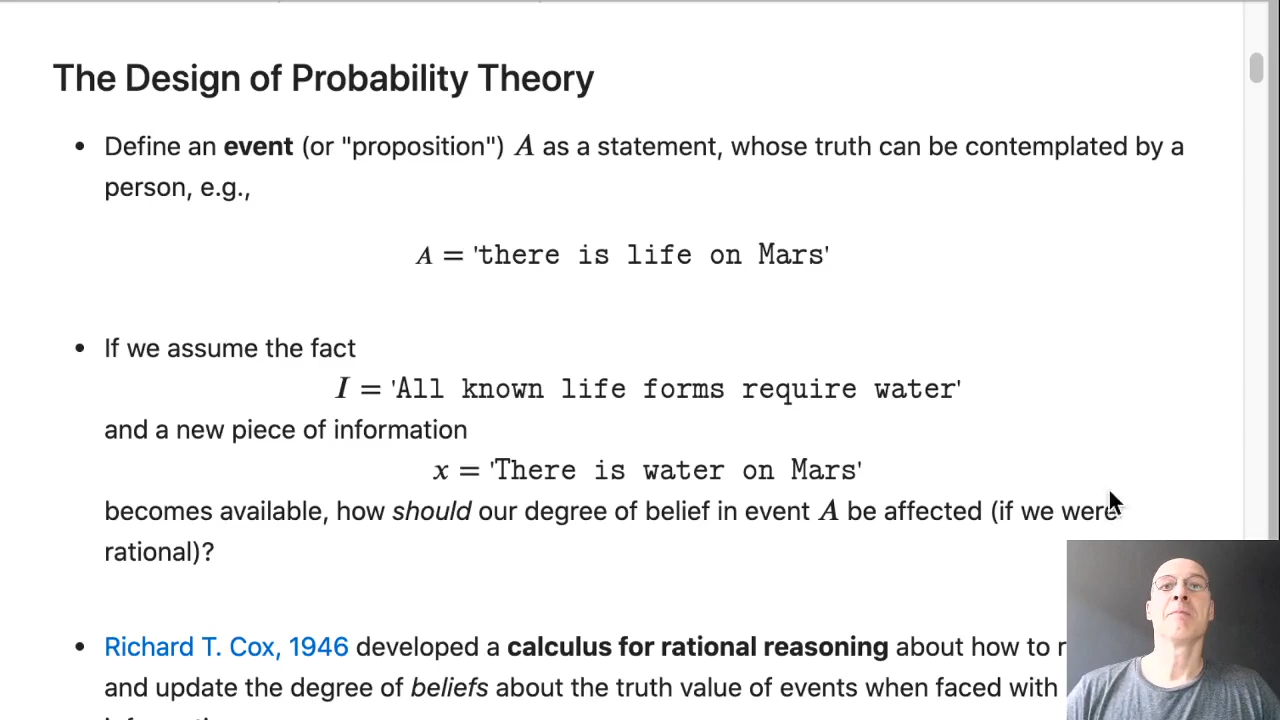 The Design of Probability Theory
• Define an event (or "proposition") A as a statement, whose truth can be contemplated by a
person, e.g.,
A = 'there is life on Mars'
• If we assume the fact
I = 'All known life forms require water'
and a new piece of information
x = 'There is water on Mars'
becomes available, how should our degree of belief in event A be affected (if we were
rational)?
• Richard T. Cox, 1946 developed a calculus for rational reasoning about how to
and update the degree of beliefs about the truth value of events when faced with